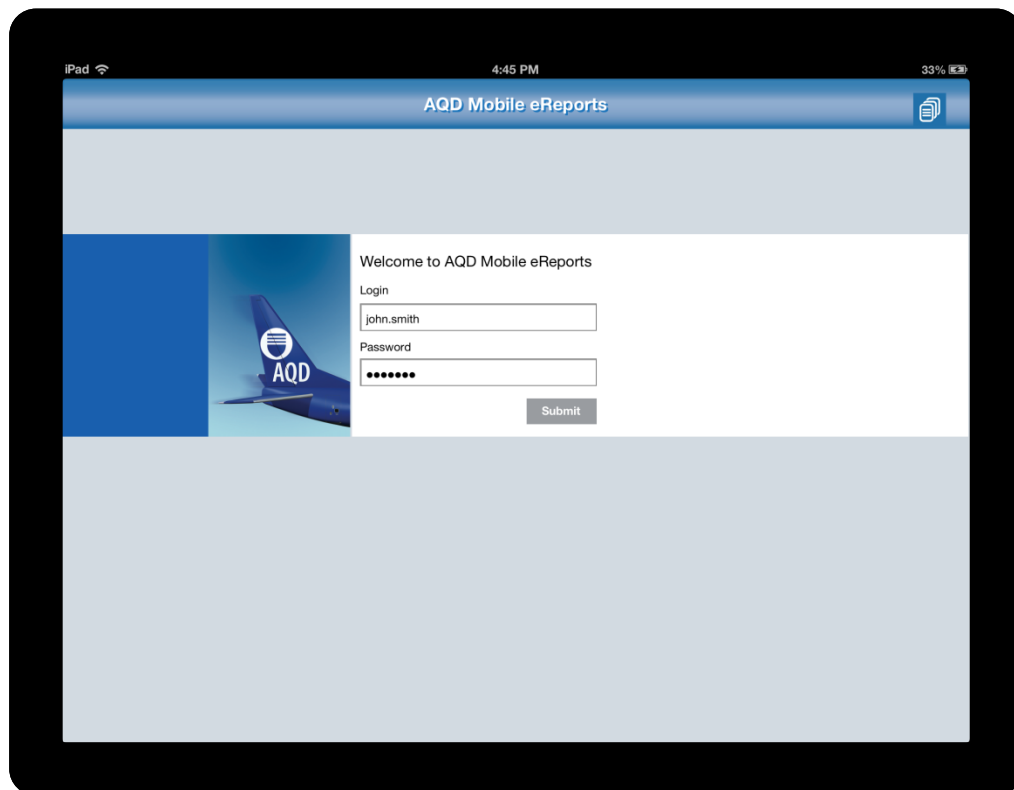 iPad 4:45 PM 33%
AQD Mobile eReports
Welcome to AQD Mobile eReports
Login
john.smith
Password
•••••••
Submit
AQD